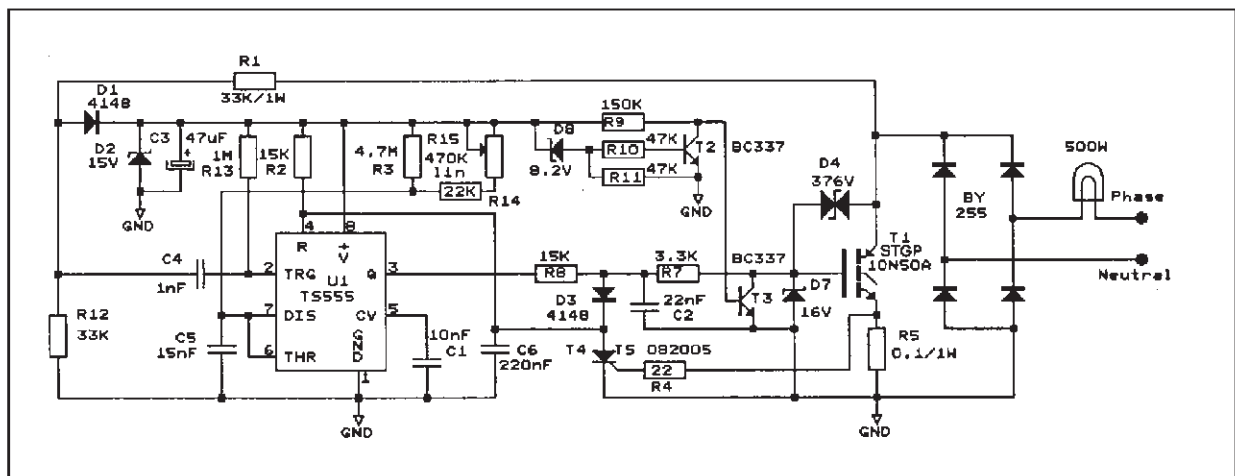 R1
33K/1W
D1
4148
D2
15V
C3
47uF
+
1M
R13
15K
R2
4.7M
R3
R15
470K
lin
22K
R14
D8
8.2V
150K
R9
47K
R10
R11
47K
T2
BC337
GND
GND
D4
376V
500W
BY
255
Phase
Neutral
T1
STGP
10N50A
C4
1nF
4
8
R
+
V
2
TRG
Q
3
U1
TS555
7
DIS
CV
5
6
THR
GND
1
R12
33K
C5
15nF
10nF
C1
C6
220nF
15K
R8
3.3K
R7
D3
4148
22nF
C2
BC337
T3
D7
16V
T4
T5
082005
22
R4
R5
0.1/1W
GND
GND